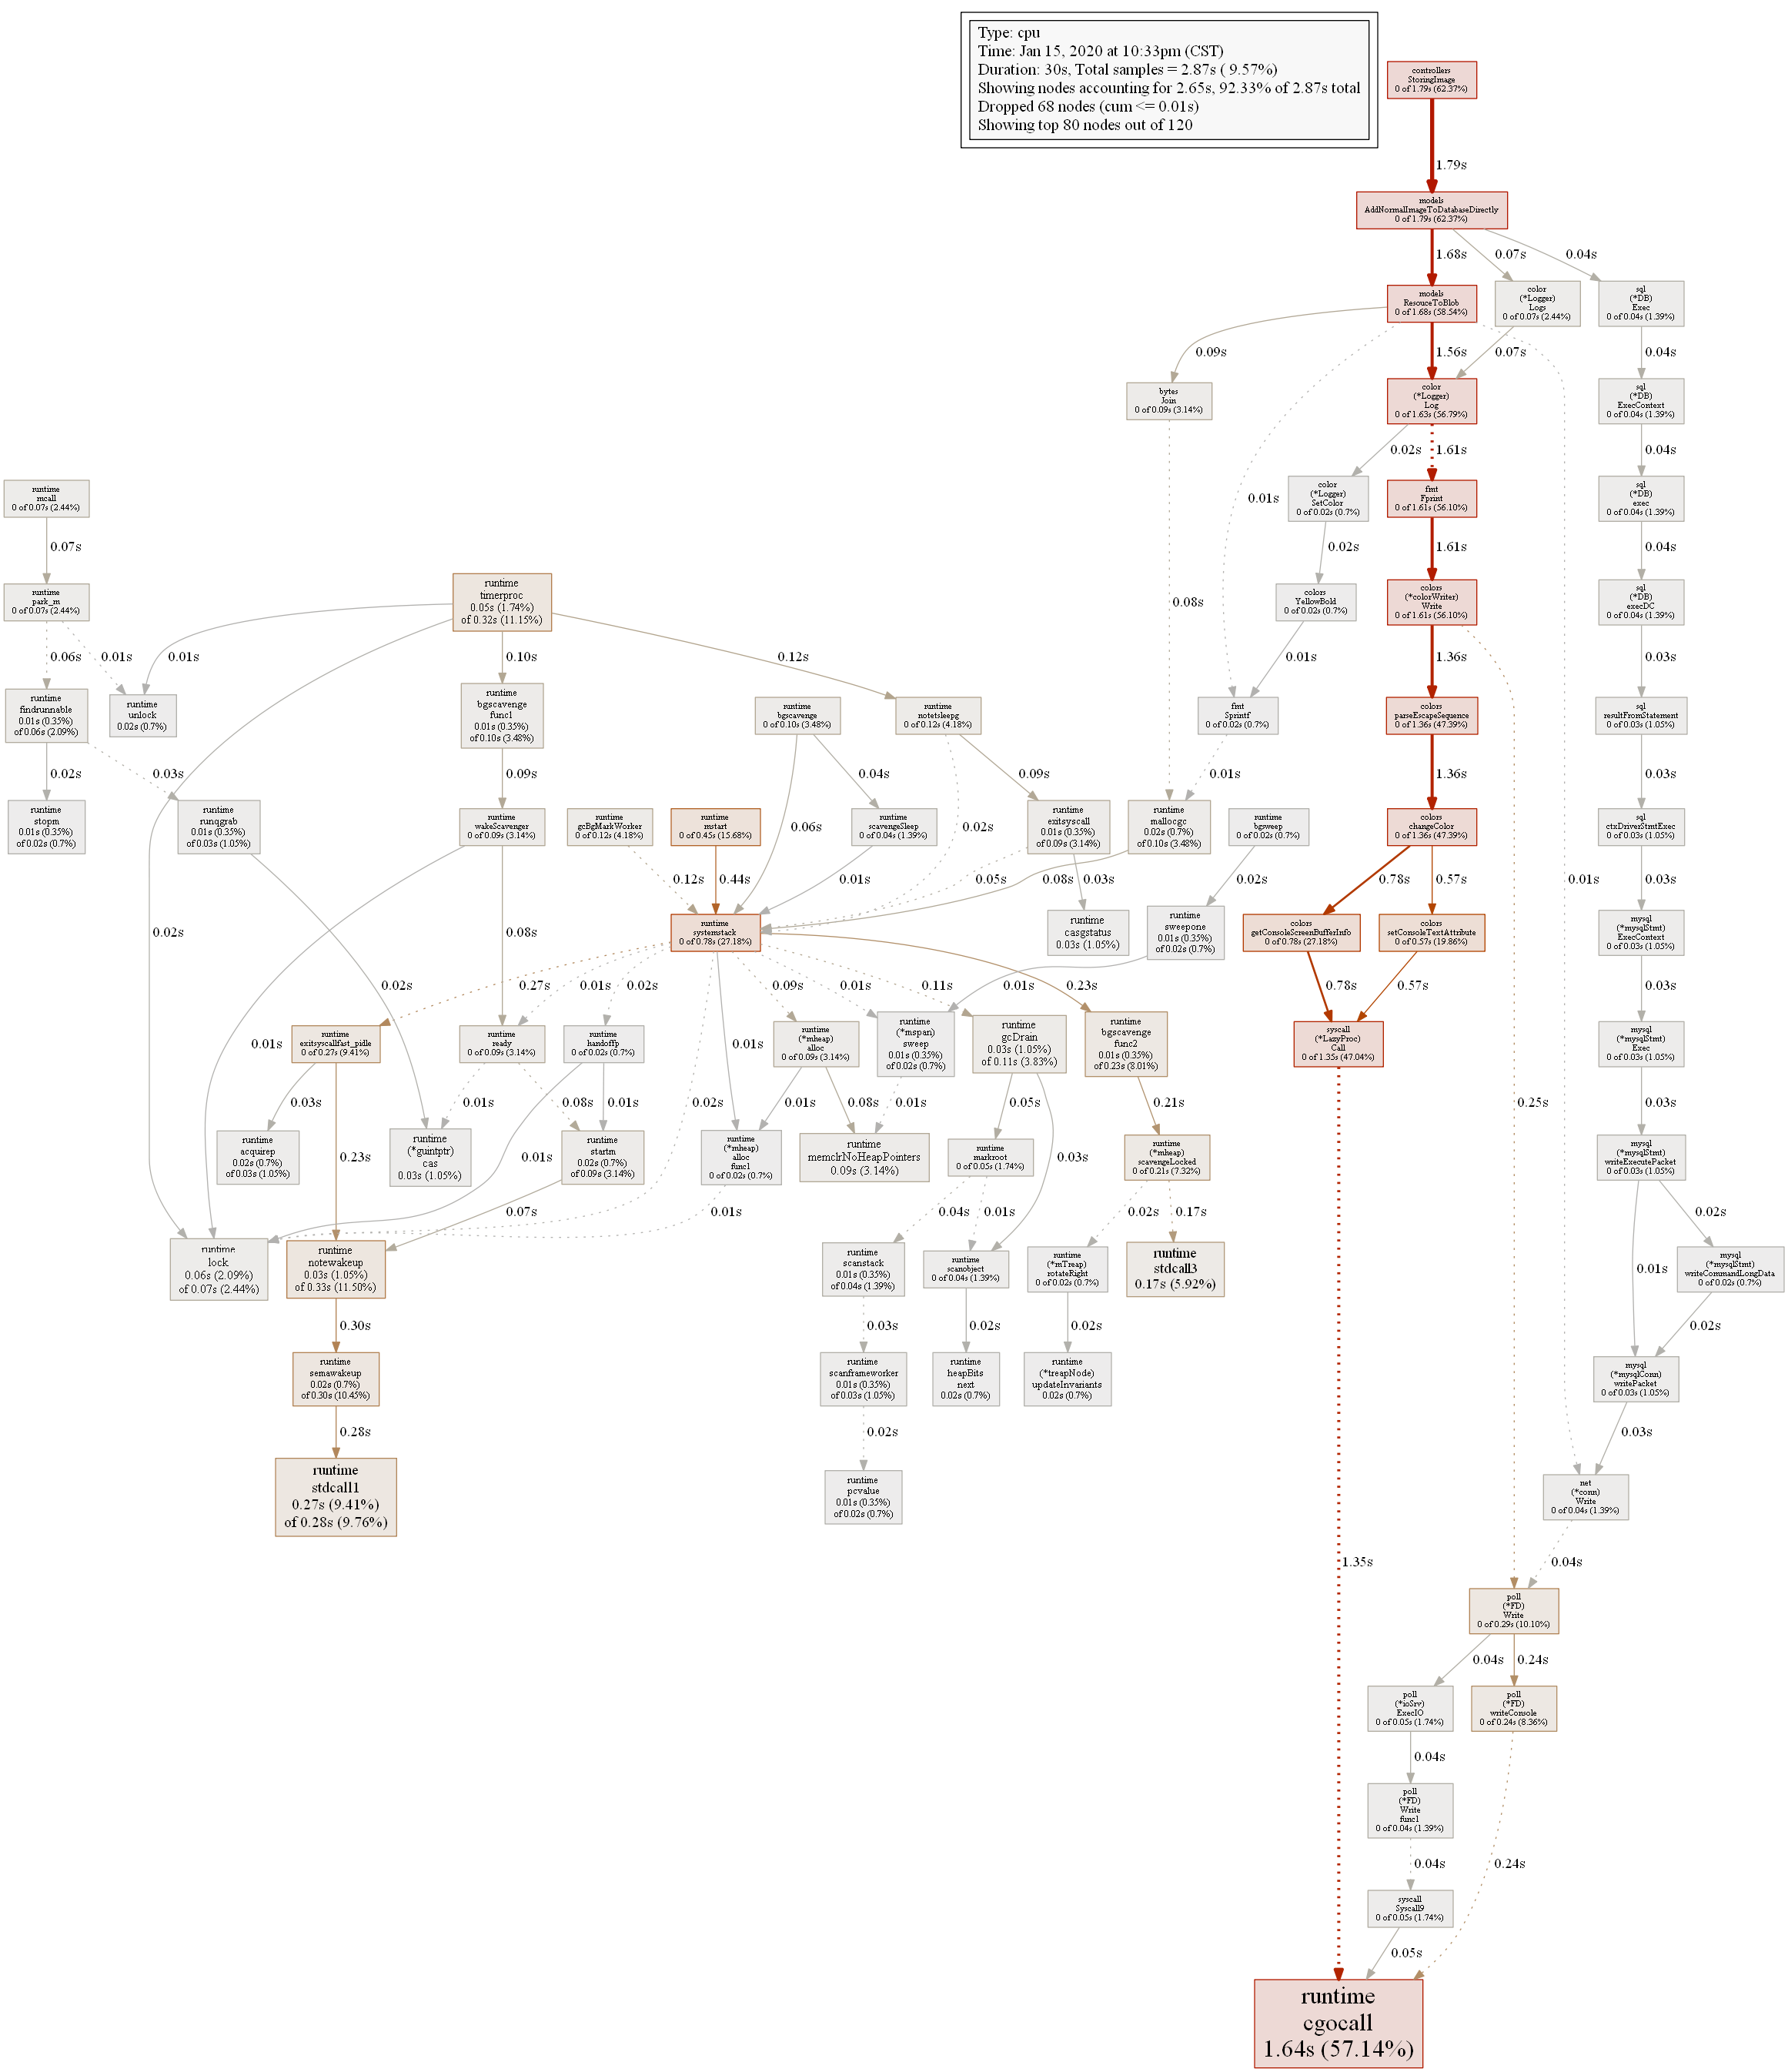 Type: cpu
Time: Jan 15, 2020 at 10:33pm (CST)
Duration: 30s, Total samples = 2.87s ( 9.57%)
Showing nodes accounting for 2.65s, 92.33% of 2.87s total
Dropped 68 nodes (cum <= 0.01s)
Showing top 80 nodes out of 120
controllers
StoringImage
0 of 1.79s (62.37%)
1.79s
models
AddNormalImageToDatabaseDirectly
0 of 1.79s (62.37%)
1.68s
0.07s
0.04s
models
ResouceToBlob
0 of 1.68s (58.54%)
color
(*Logger)
Logs
0 of 0.07s (2.44%)
sql
(*DB)
Exec
0 of 0.04s (1.39%)
0.09s
1.56s
0.07s
0.04s
bytes
Join
0 of 0.09s (3.14%)
color
(*Logger)
Log
0 of 1.63s (56.79%)
sql
(*DB)
ExecContext
0 of 0.04s (1.39%)
0.02s
1.61s
0.04s
runtime
mcall
0 of 0.07s (2.44%)
color
(*Logger)
SetColor
0 of 0.02s (0.7%)
fmt
Fprint
0 of 1.61s (56.10%)
sql
(*DB)
exec
0 of 0.04s (1.39%)
0.01s
0.07s
0.02s
1.61s
0.04s
runtime
park_m
0 of 0.07s (2.44%)
runtime
timerproc
0.05s (1.74%)
of 0.32s (11.15%)
colors
YellowBold
0 of 0.02s (0.7%)
colors
(*colorWriter)
Write
0 of 1.61s (56.10%)
sql
(*DB)
execDC
0 of 0.04s (1.39%)
0.08s
0.06s
0.01s
0.01s
0.10s
0.12s
0.01s
1.36s
0.03s
runtime
findrunnable
0.01s (0.35%)
of 0.06s (2.09%)
runtime
unlock
0.02s (0.7%)
runtime
bgscavenge
func1
0.01s (0.35%)
of 0.10s (3.48%)
runtime
bgscavenge
0 of 0.10s (3.48%)
runtime
notetsleepg
0 of 0.12s (4.18%)
fmt
Sprintf
0 of 0.02s (0.7%)
colors
parseEscapeSequence
0 of 1.36s (47.39%)
sql
resultFromStatement
0 of 0.03s (1.05%)
0.02s
0.03s
0.09s
0.04s
0.09s
0.01s
1.36s
0.03s
runtime
stopm
0.01s (0.35%)
of 0.02s (0.7%)
runtime
runqgrab
0.01s (0.35%)
of 0.03s (1.05%)
runtime
wakeScavenger
0 of 0.09s (3.14%)
runtime
gcBgMarkWorker
0 of 0.12s (4.18%)
runtime
mstart
0 of 0.45s (15.68%)
0.06s
runtime
scavengeSleep
0 of 0.04s (1.39%)
0.02s
runtime
exitsyscall
0.01s (0.35%)
of 0.09s (3.14%)
runtime
mallocgc
0.02s (0.7%)
of 0.10s (3.48%)
runtime
bgsweep
0 of 0.02s (0.7%)
colors
changeColor
0 of 1.36s (47.39%)
sql
ctxDriverStmtExec
0 of 0.03s (1.05%)
0.12s
0.44s
0.01s
0.05s
0.08s
0.03s
0.02s
0.78s
0.57s
0.01s
0.03s
0.02s
0.08s
runtime
systemstack
0 of 0.78s (27.18%)
runtime
casgstatus
0.03s (1.05%)
runtime
sweepone
0.01s (0.35%)
of 0.02s (0.7%)
colors
getConsoleScreenBufferInfo
0 of 0.78s (27.18%)
colors
setConsoleTextAttribute
0 of 0.57s (19.86%)
mysql
(*mysqlStmt)
ExecContext
0 of 0.03s (1.05%)
0.02s
0.27s
0.01s
0.02s
0.09s
0.01s
0.11s
0.01s
0.23s
0.78s
0.57s
0.03s
runtime
exitsyscallfast_pidle
0 of 0.27s (9.41%)
runtime
ready
0 of 0.09s (3.14%)
runtime
handoffp
0 of 0.02s (0.7%)
0.01s
runtime
(*mheap)
alloc
0 of 0.09s (3.14%)
runtime
(*mspan)
sweep
0.01s (0.35%)
of 0.02s (0.7%)
runtime
gcDrain
0.03s (1.05%)
of 0.11s (3.83%)
runtime
bgscavenge
func2
0.01s (0.35%)
of 0.23s (8.01%)
syscall
(*LazyProc)
Call
0 of 1.35s (47.04%)
mysql
(*mysqlStmt)
Exec
0 of 0.03s (1.05%)
0.01s
0.03s
0.01s
0.08s
0.01s
0.02s
0.01s
0.08s
0.01s
0.05s
0.21s
0.25s
0.03s
runtime
acquirep
0.02s (0.7%)
of 0.03s (1.05%)
0.23s
runtime
(*guintptr)
cas
0.03s (1.05%)
0.01s
runtime
startm
0.02s (0.7%)
of 0.09s (3.14%)
runtime
(*mheap)
alloc
func1
0 of 0.02s (0.7%)
runtime
memclrNoHeapPointers
0.09s (3.14%)
runtime
markroot
0 of 0.05s (1.74%)
0.03s
runtime
(*mheap)
scavengeLocked
0 of 0.21s (7.32%)
mysql
(*mysqlStmt)
writeExecutePacket
0 of 0.03s (1.05%)
0.07s
0.01s
0.04s
0.01s
0.02s
0.17s
0.02s
runtime
lock
0.06s (2.09%)
of 0.07s (2.44%)
runtime
notewakeup
0.03s (1.05%)
of 0.33s (11.50%)
runtime
scanstack
0.01s (0.35%)
of 0.04s (1.39%)
runtime
scanobject
0 of 0.04s (1.39%)
runtime
(*mTreap)
rotateRight
0 of 0.02s (0.7%)
runtime
stdcall3
0.17s (5.92%)
0.01s
mysql
(*mysqlStmt)
writeCommandLongData
0 of 0.02s (0.7%)
0.30s
0.03s
0.02s
0.02s
0.02s
runtime
semawakeup
0.02s (0.7%)
of 0.30s (10.45%)
runtime
scanframeworker
0.01s (0.35%)
of 0.03s (1.05%)
runtime
heapBits
next
0.02s (0.7%)
runtime
(*treapNode)
updateInvariants
0.02s (0.7%)
mysql
(*mysqlConn)
writePacket
0 of 0.03s (1.05%)
0.28s
0.02s
0.03s
runtime
stdcall1
0.27s (9.41%)
of 0.28s (9.76%)
runtime
pcvalue
0.01s (0.35%)
of 0.02s (0.7%)
net
(*conn)
Write
0 of 0.04s (1.39%)
1.35s
0.04s
poll
(*FD)
Write
0 of 0.29s (10.10%)
0.04s
0.24s
poll
(*ioSrv)
ExecIO
0 of 0.05s (1.74%)
poll
(*FD)
writeConsole
0 of 0.24s (8.36%)
0.04s
poll
(*FD)
Write
func1
0 of 0.04s (1.39%)
0.04s
0.24s
syscall
Syscall9
0 of 0.05s (1.74%)
0.05s
runtime
cgocall
1.64s (57.14%)